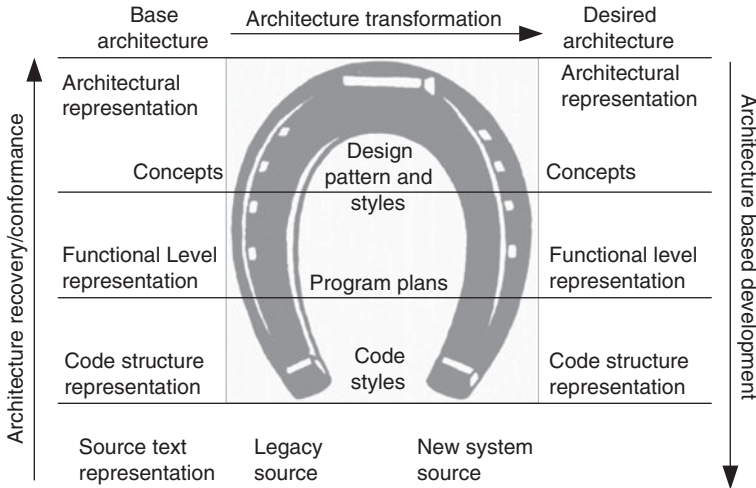 Base
architecture
Architecture transformation
Desired
architecture
Architectural
representation
Architectural
representation
Concepts
Design
pattern and
styles
Concepts
Functional Level
representation
Program plans
Functional level
representation
Code structure
representation
Code
styles
Code structure
representation
Source text
representation
Legacy
source
New system
source
Architecture recovery/conformance
Architecture based development